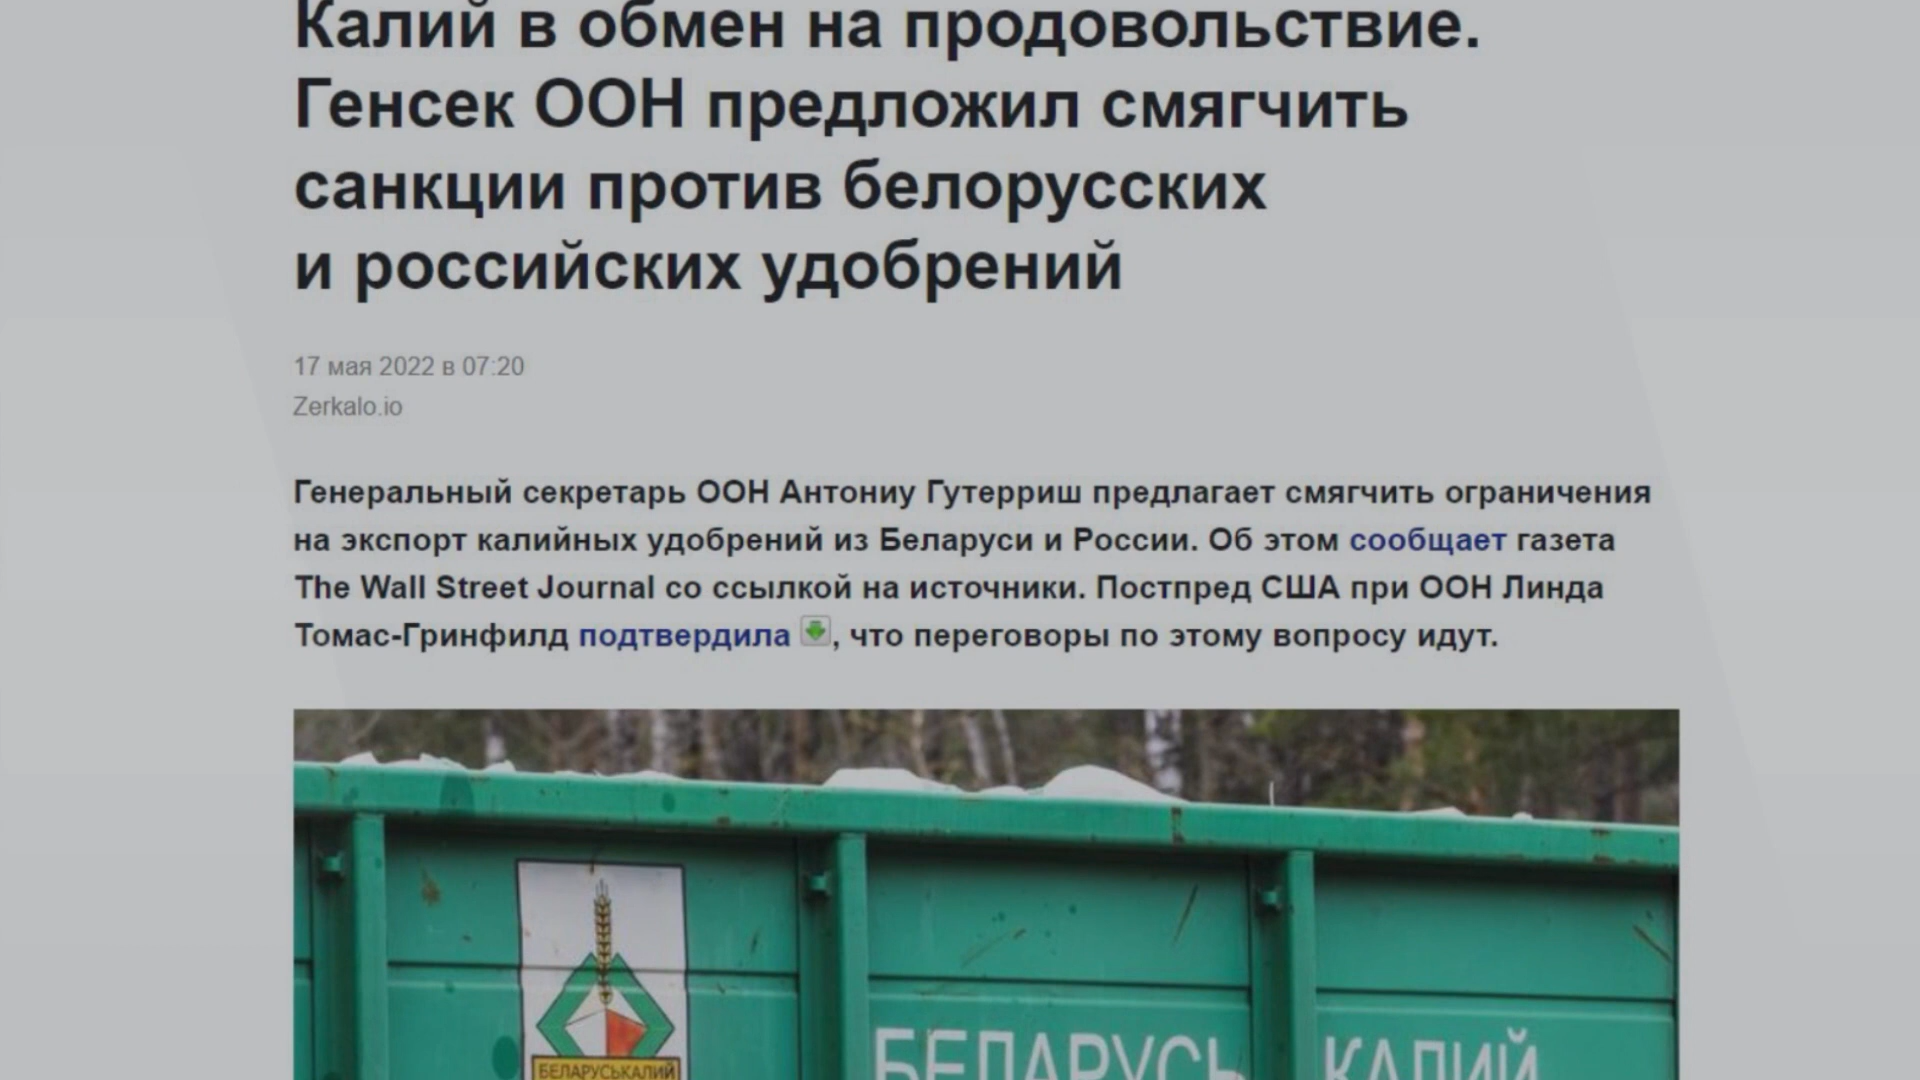 Калий в обмен на продовольствие.
Генсек ООН предложил смягчить
санкции против белорусских
и российских удобрений
17 мая 2022 в 07:20
Zerkalo.io
Генеральный секретарь ООН Антониу Гутерриш предлагает смягчить ограничения
на экспорт калийных удобрений из Беларуси и России. Об этом сообщает газета
The Wall Street Journal со ссылкой на источники. Постпред США при ООН Линда
Томас-Гринфилд подтвердила, что переговоры по этому вопросу идут.
БЕЛАРУСЬКАЛИЙ
БЕЛАРУСЬ КАЛИЙ